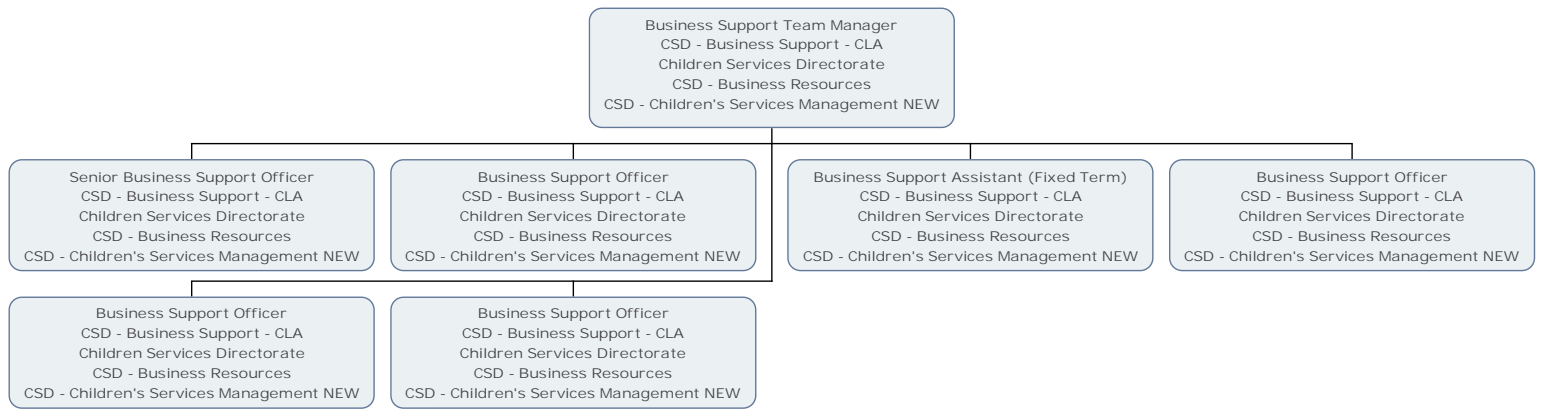 Business Support Team Manager
CSD - Business Support - CLA
Children Services Directorate
CSD - Business Resources
CSD - Children's Services Management NEW
Senior Business Support Officer
CSD - Business Support - CLA
Children Services Directorate
CSD - Business Resources
CSD - Children's Services Management NEW
Business Support Officer
CSD - Business Support - CLA
Children Services Directorate
CSD - Business Resources
CSD - Children's Services Management NEW
Business Support Assistant (Fixed Term)
CSD - Business Support - CLA
Children Services Directorate
CSD - Business Resources
CSD - Children's Services Management NEW
Business Support Officer
CSD - Business Support - CLA
Children Services Directorate
CSD - Business Resources
CSD - Children's Services Management NEW
Business Support Officer
CSD - Business Support - CLA
Children Services Directorate
CSD - Business Resources
CSD - Children's Services Management NEW
Business Support Officer
CSD - Business Support - CLA
Children Services Directorate
CSD - Business Resources
CSD - Children's Services Management NEW